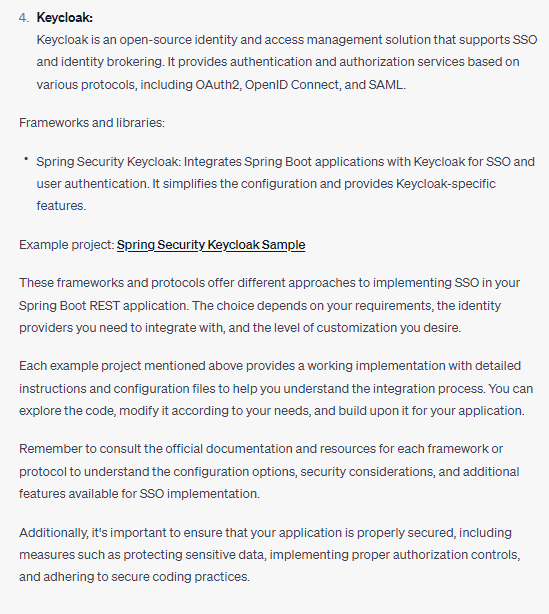 4. Keycloak:
Keycloak is an open-source identity and access management solution that supports SSO
and identity brokering. It provides authentication and authorization services based on
various protocols, including OAuth2, OpenID Connect, and SAML.
Frameworks and libraries:
• Spring Security Keycloak: Integrates Spring Boot applications with Keycloak for SSO and
user authentication. It simplifies the configuration and provides Keycloak-specific
features.
Example project: Spring Security Keycloak Sample
These frameworks and protocols offer different approaches to implementing SSO in your
Spring Boot REST application. The choice depends on your requirements, the identity
providers you need to integrate with, and the level of customization you desire.
Each example project mentioned above provides a working implementation with detailed
instructions and configuration files to help you understand the integration process. You can
explore the code, modify it according to your needs, and build upon it for your application.
Remember to consult the official documentation and resources for each framework or
protocol to understand the configuration options, security considerations, and additional
features available for SSO implementation.
Additionally, it's important to ensure that your application is properly secured, including
measures such as protecting sensitive data, implementing proper authorization controls,
and adhering to secure coding practices.